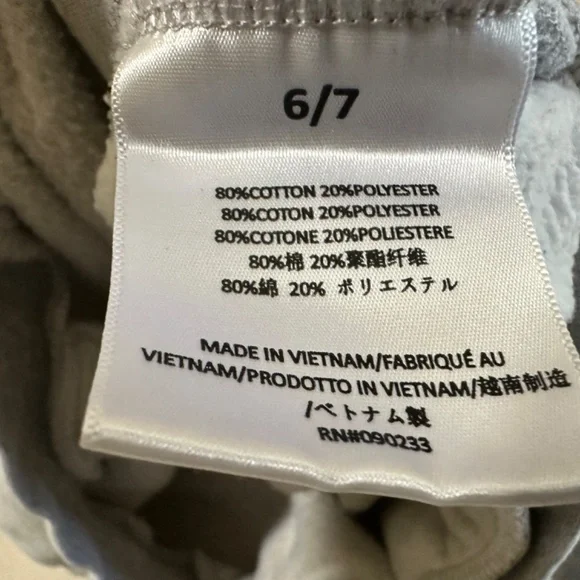 6/7
80%COTTON 20%POLYESTER
80%COTON 20%POLYESTER
80%COTONE 20%POLIESTERE
80%棉 20%聚酯纤维
80%綿 20% ポリエステル
MADE IN VIETNAM/FABRIQUÉ AU
VIETNAM/PRODOTTO IN VIETNAM/越南制造
/ベトナム製
RN#090233